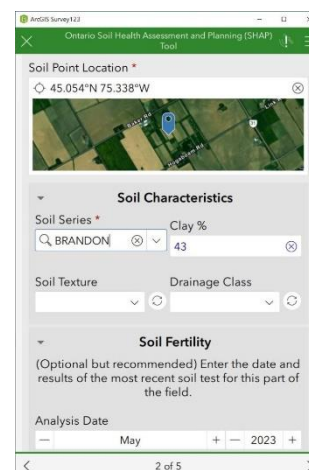 ArcGIS Survey123
Ontario Soil Health Assessment and Planning (SHAP)
Tool
Soil Point Location *
45.054°N 75.338°W
Baker Rd
31
Soil Characteristics
Soil Series *
Clay %
BRANDON
43
Soil Texture
Drainage Class
Soil Fertility
(Optional but recommended) Enter the date and
results of the most recent soil test for this part of
the field.
Analysis Date
— May + — 2023 +
< 2 of 5